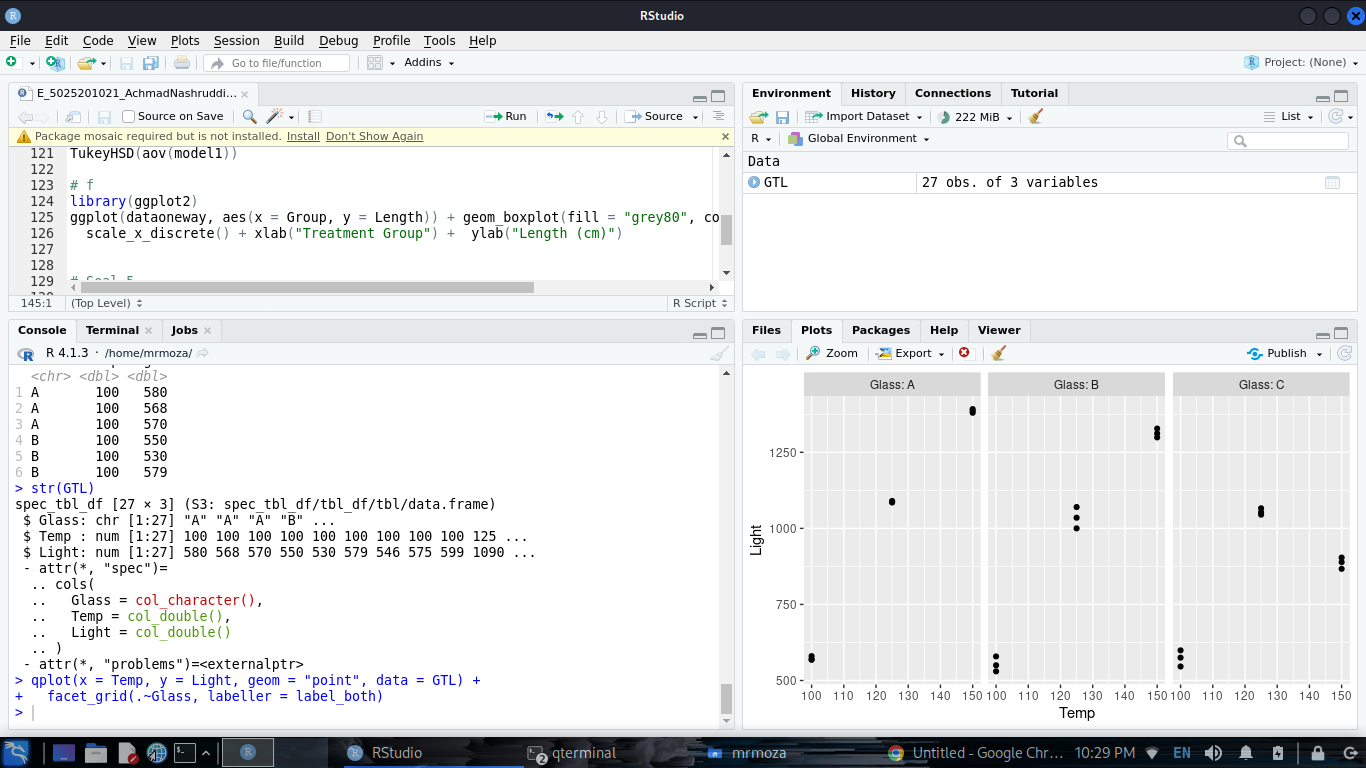 RStudio
File Edit Code View Plots Session Build Debug Profile Tools Help
Go to file/function Addins Project: (None)
E_5025201021_AchmadNashruddi...
Source on Save Run Source
Package mosaic required but is not installed. Install Don't Show Again
121 TukeyHSD(aov(model1))
122
123 # f
124 library(ggplot2)
125 ggplot(dataoneway, aes(x = Group, y = Length)) + geom_boxplot(fill = "grey80", co
126 scale_x_discrete() + xlab("Treatment Group") + ylab("Length (cm)")
127
128
129 # Soal 5
145:1 (Top Level) R Script
Console Terminal Jobs
R 4.1.3 · /home/mrmoza/
<chr> <dbl> <dbl>
1 A 100 580
2 A 100 568
3 A 100 570
4 B 100 550
5 B 100 530
6 B 100 579
> str(GTL)
spec_tbl_df [27 × 3] (S3: spec_tbl_df/tbl_df/tbl/data.frame)
$ Glass: chr [1:27] "A" "A" "A" "B" ...
$ Temp : num [1:27] 100 100 100 100 100 100 100 100 100 125 ...
$ Light: num [1:27] 580 568 570 550 530 579 546 575 599 1090 ...
- attr(*, "spec")=
.. cols(
.. Glass = col_character(),
.. Temp = col_double(),
.. Light = col_double()
.. )
- attr(*, "problems")=<externalptr>
> qplot(x = Temp, y = Light, geom = "point", data = GTL) +
+ facet_grid(.~Glass, labeller = label_both)
>
Environment History Connections Tutorial
Import Dataset 222 MiB List
R Global Environment
Data
GTL 27 obs. of 3 variables
Files Plots Packages Help Viewer
Zoom Export Publish
Glass: A Glass: B Glass: C
1250
1000
750
500
Light
100 110 120 130 140 150 100 110 120 130 140 150 100 110 120 130 140 150
Temp
RStudio 2 qterminal mrmoza Untitled - Google Chr... 10:29 PM EN